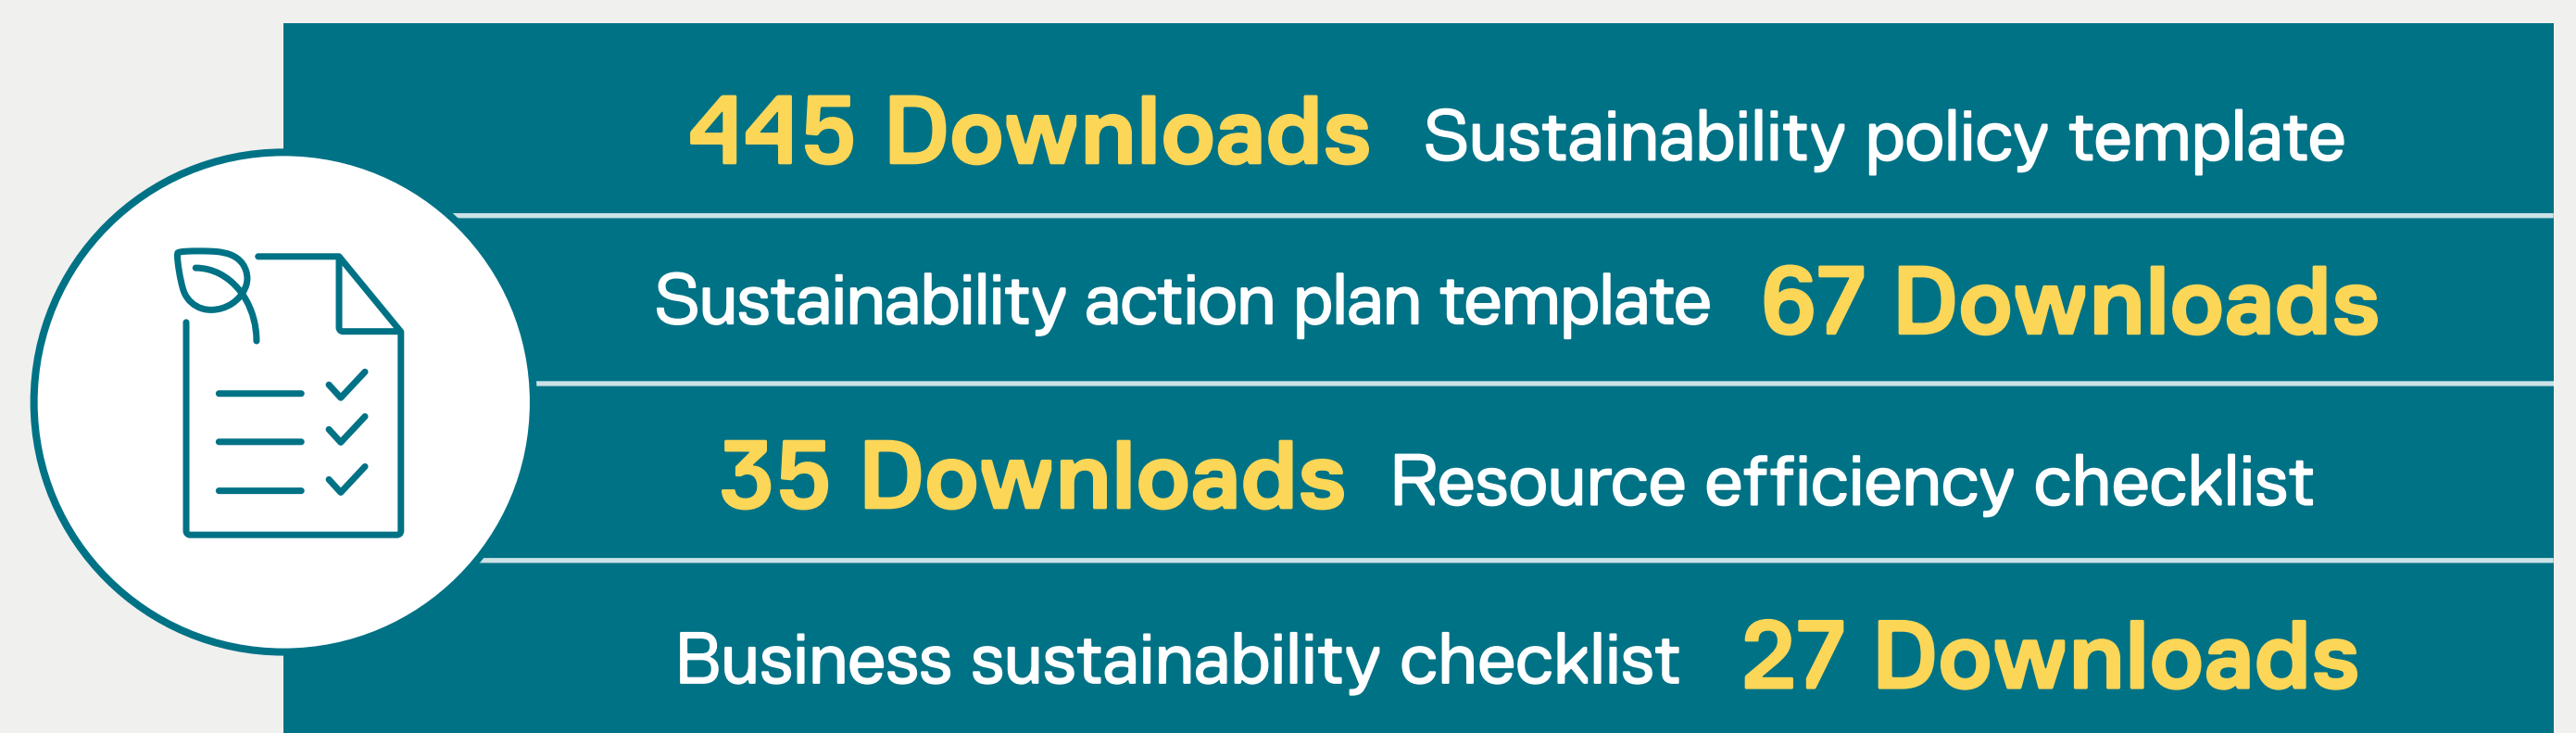 445 Downloads Sustainability policy template
Sustainability action plan template 67 Downloads
35 Downloads Resource efficiency checklist
Business sustainability checklist 27 Downloads